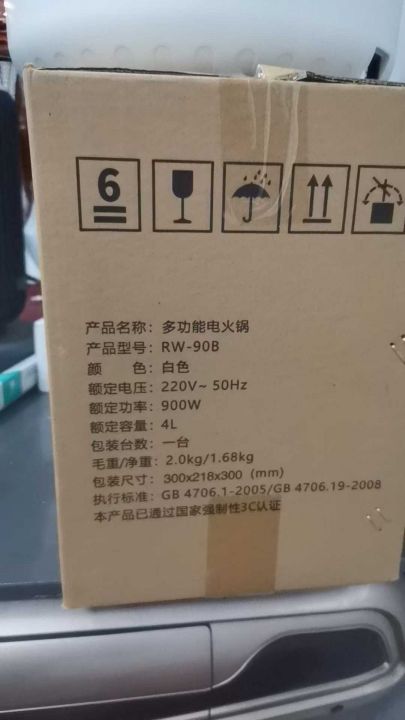 6
产品名称：多功能电火锅
产品型号：RW-90B
颜　　色：白色
额定电压：220V~ 50Hz
额定功率：900W
额定容量：4L
包装台数：一台
毛重/净重：2.0kg/1.68kg
包装尺寸：300x218x300 (mm)
执行标准：GB 4706.1-2005/GB 4706.19-2008
本产品已通过国家强制性3C认证